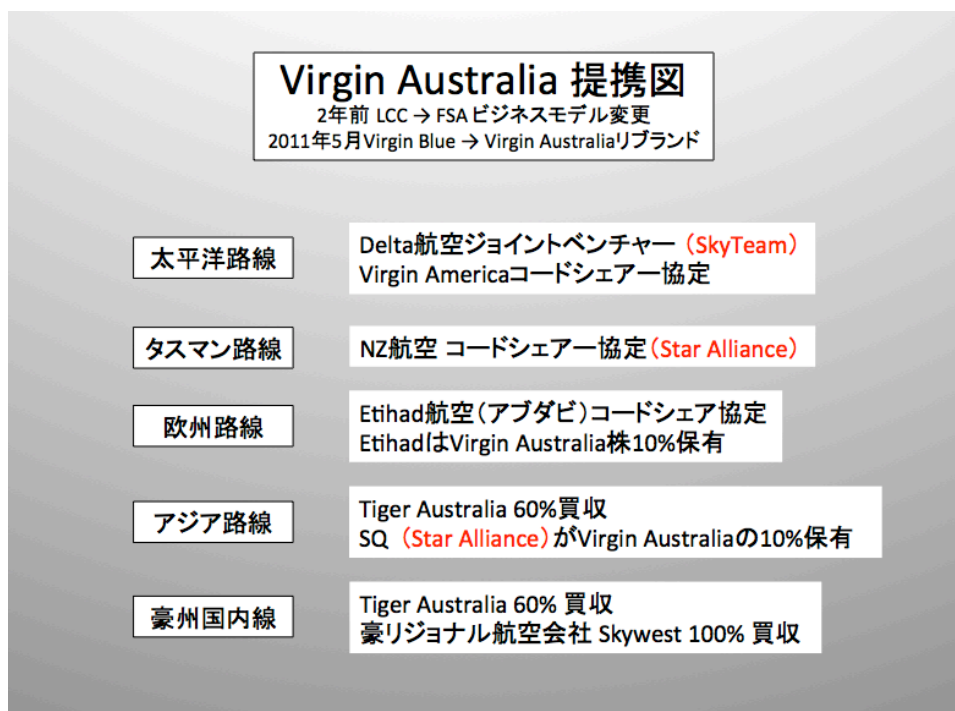 Virgin Australia 提携図
2年前 LCC → FSA ビジネスモデル変更
2011年5月Virgin Blue → Virgin Australiaリブランド
太平洋路線
Delta航空ジョイントベンチャー（SkyTeam）
Virgin Americaコードシェアー協定
タスマン路線
NZ航空 コードシェアー協定（Star Alliance）
欧州路線
Etihad航空（アブダビ）コードシェア協定
EtihadはVirgin Australia株10%保有
アジア路線
Tiger Australia 60%買収
SQ （Star Alliance）がVirgin Australiaの10%保有
豪州国内線
Tiger Australia 60% 買収
豪リジョナル航空会社 Skywest 100% 買収